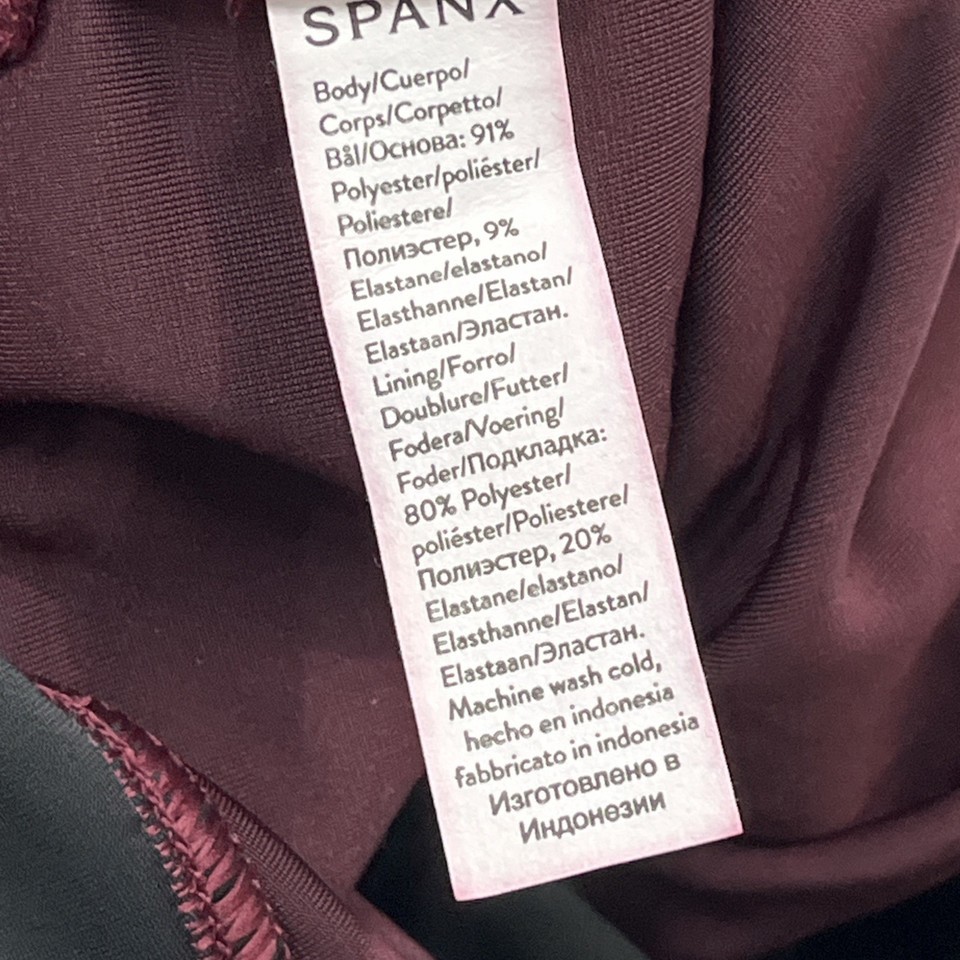 SPANX
Body/Cuerpo/
Corps/Corpetto/
Bål/Основа: 91%
Polyester/poliéster/
Poliestere/
Полиэстер, 9%
Elastane/elastano/
Elasthanne/Elastan/
Elastaan/Эластан.
Lining/Forro/
Doublure/Futter/
Fodera/Voering/
Foder/Подкладка:
80% Polyester/
poliéster/Poliestere/
Полиэстер, 20%
Elastane/elastano/
Elasthanne/Elastan/
Elastaan/Эластан.
Machine wash cold,
hecho en indonesia
fabbricato in indonesia
Изготовлено в
Индонезии